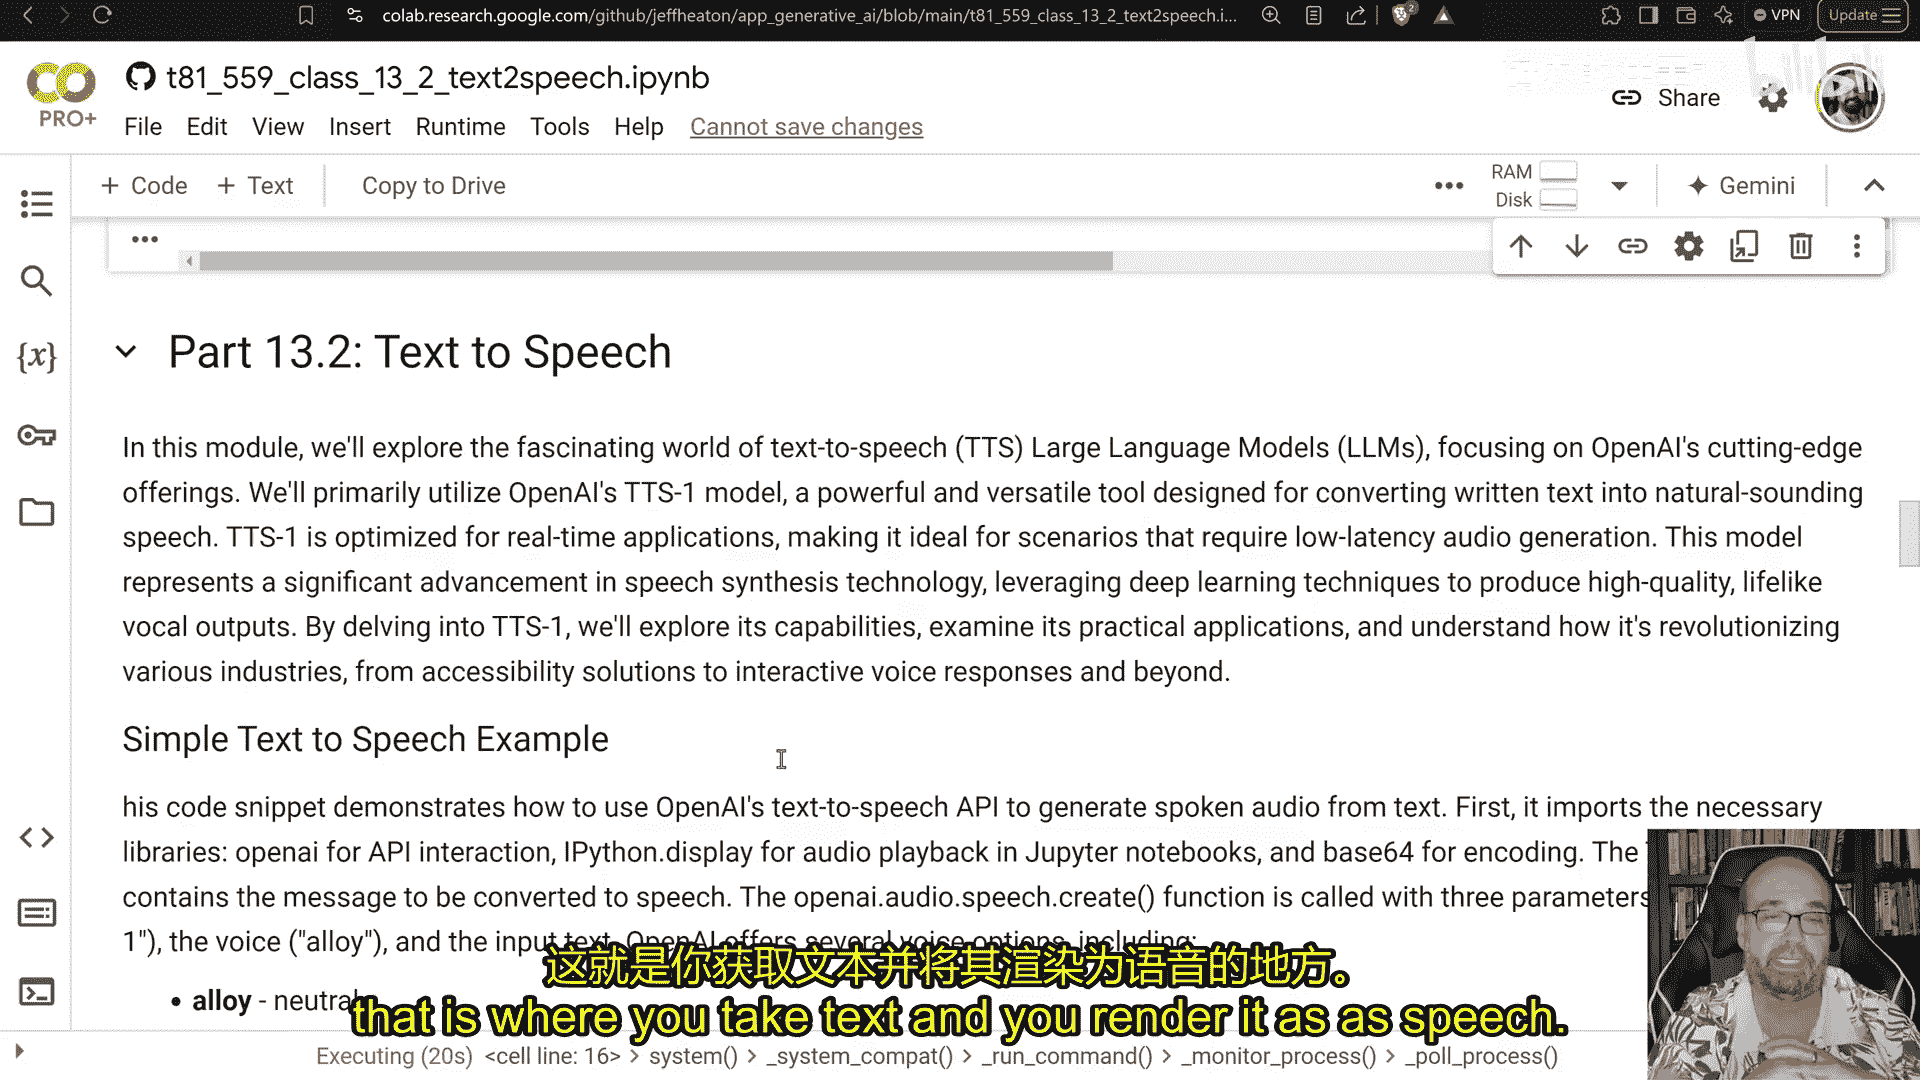 colab.research.google.com/github/jeffheaton/app_generative_ai/blob/main/t81_559_class_13_2_text2speech.i...
2
VPN
Update
t81_559_class_13_2_text2speech.ipynb
PRO+
File Edit View Insert Runtime Tools Help Cannot save changes
Share
+ Code + Text Copy to Drive
RAM
Disk
Gemini
Part 13.2: Text to Speech
In this module, we'll explore the fascinating world of text-to-speech (TTS) Large Language Models (LLMs), focusing on OpenAI's cutting-edge
offerings. We'll primarily utilize OpenAI's TTS-1 model, a powerful and versatile tool designed for converting written text into natural-sounding
speech. TTS-1 is optimized for real-time applications, making it ideal for scenarios that require low-latency audio generation. This model
represents a significant advancement in speech synthesis technology, leveraging deep learning techniques to produce high-quality, lifelike
vocal outputs. By delving into TTS-1, we'll explore its capabilities, examine its practical applications, and understand how it's revolutionizing
various industries, from accessibility solutions to interactive voice responses and beyond.
Simple Text to Speech Example
his code snippet demonstrates how to use OpenAI's text-to-speech API to generate spoken audio from text. First, it imports the necessary
libraries: openai for API interaction, IPython.display for audio playback in Jupyter notebooks, and base64 for encoding. The
contains the message to be converted to speech. The openai.audio.speech.create() function is called with three parameters
1"), the voice ("alloy"), and the input text. OpenAI offers several voice options, including:
• alloy - neutral
这就是你获取文本并将其渲染为语音的地方。
that is where you take text and you render it as as speech.
Executing (20s) <cell line: 16> > system() > _system_compat() > _run_command() > _monitor_process() > _poll_process()